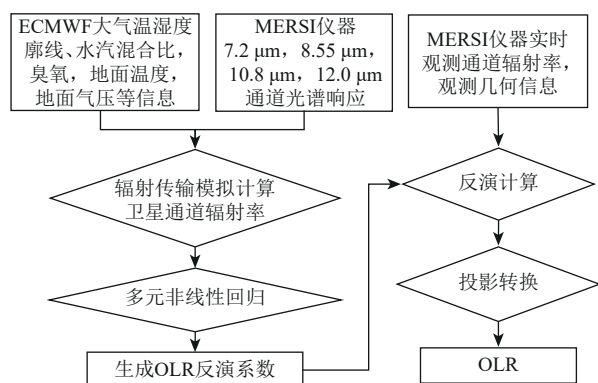 ECMWF大气温湿度
廓线、水汽混合比，
臭氧，地面温度，
地面气压等信息
MERSI仪器
7.2 μm，8.55 μm，
10.8 μm，12.0 μm
通道光谱响应
MERSI仪器实时
观测通道辐射率，
观测几何信息
辐射传输模拟计算
卫星通道辐射率
反演计算
多元非线性回归
投影转换
生成OLR反演系数
OLR